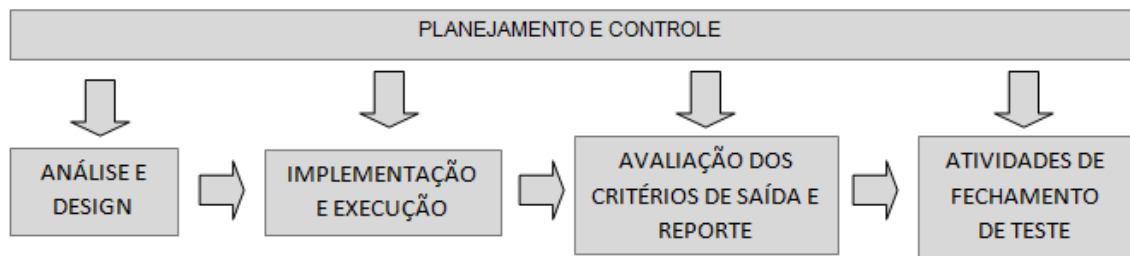 PLANEJAMENTO E CONTROLE
ANÁLISE E
DESIGN
IMPLEMENTAÇÃO
E EXECUÇÃO
AVALIAÇÃO DOS
CRITÉRIOS DE SAÍDA E
REPORTE
ATIVIDADES DE
FECHAMENTO
DE TESTE